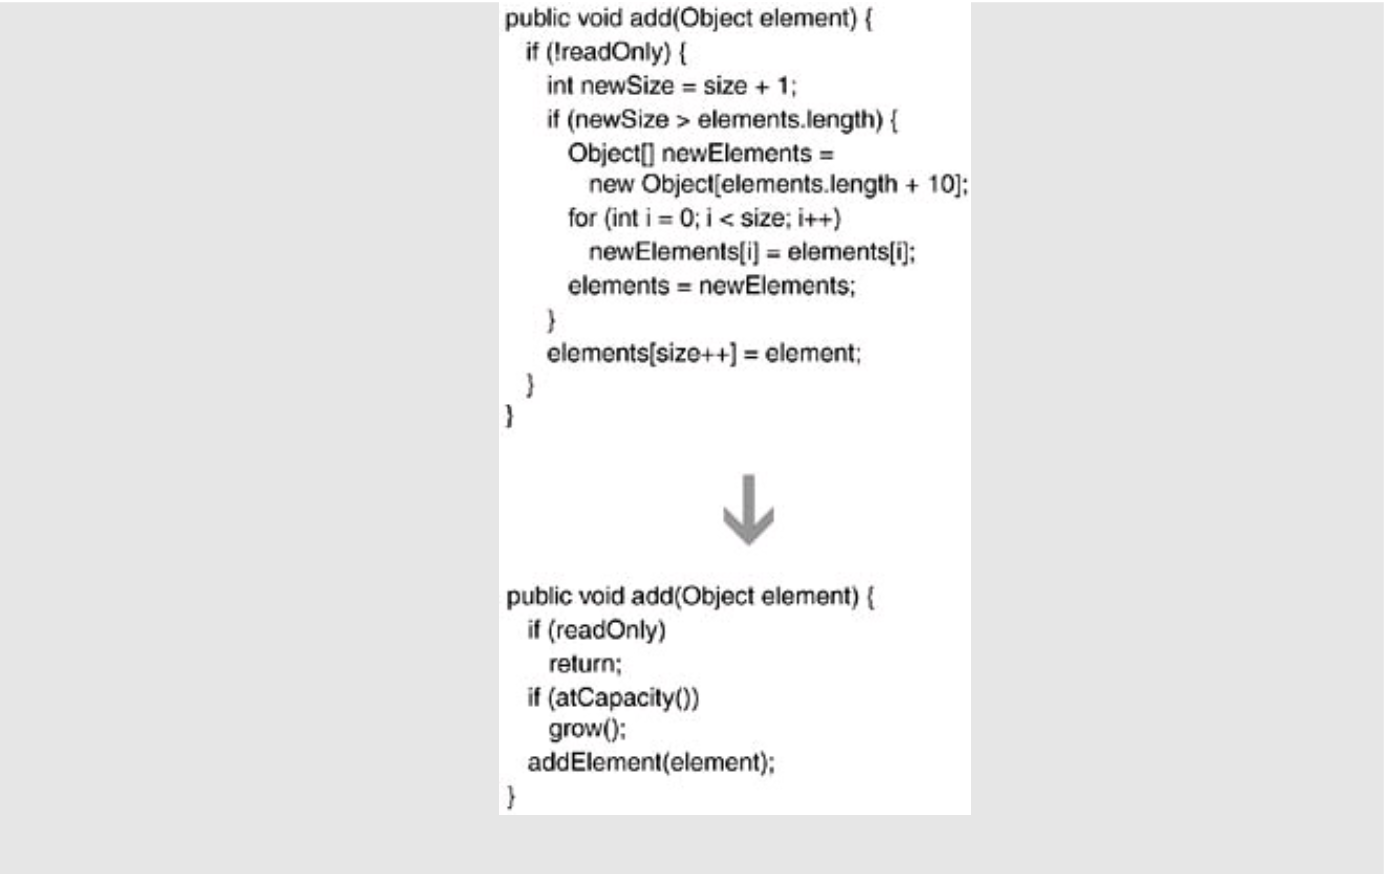 public void add(Object element) {
if (!readOnly) {
int newSize = size + 1;
if (newSize > elements.length) {
Object[] newElements =
new Object[elements.length + 10];
for (int i = 0; i < size; i++)
newElements[i] = elements[i];
elements = newElements;
}
elements[size++] = element;
}
}
public void add(Object element) {
if (readOnly)
return;
if (atCapacity())
grow();
addElement(element);
}